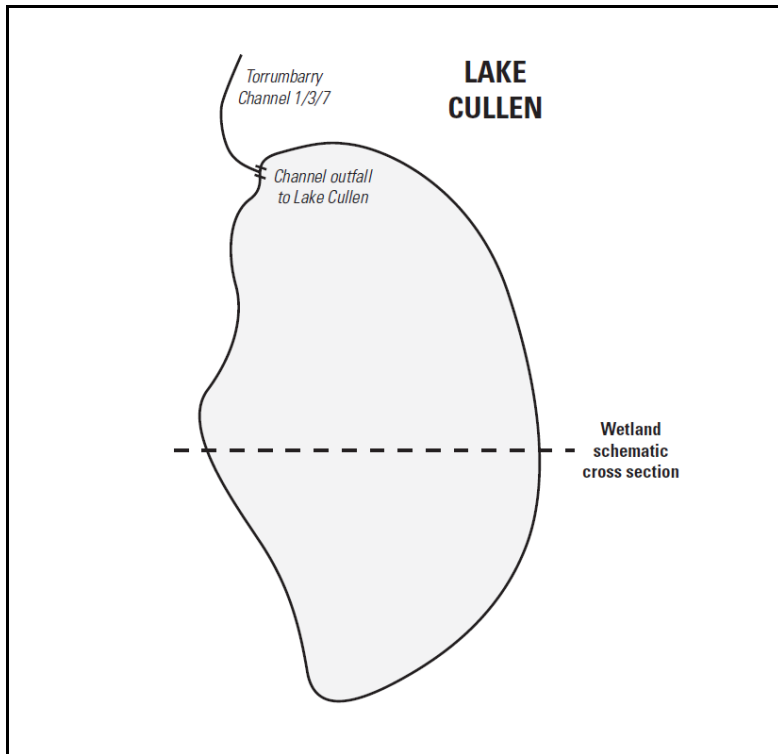 LAKE
CULLEN
Torrumbarry
Channel 1/3/7
Channel outfall
to Lake Cullen
Wetland
schematic
cross section